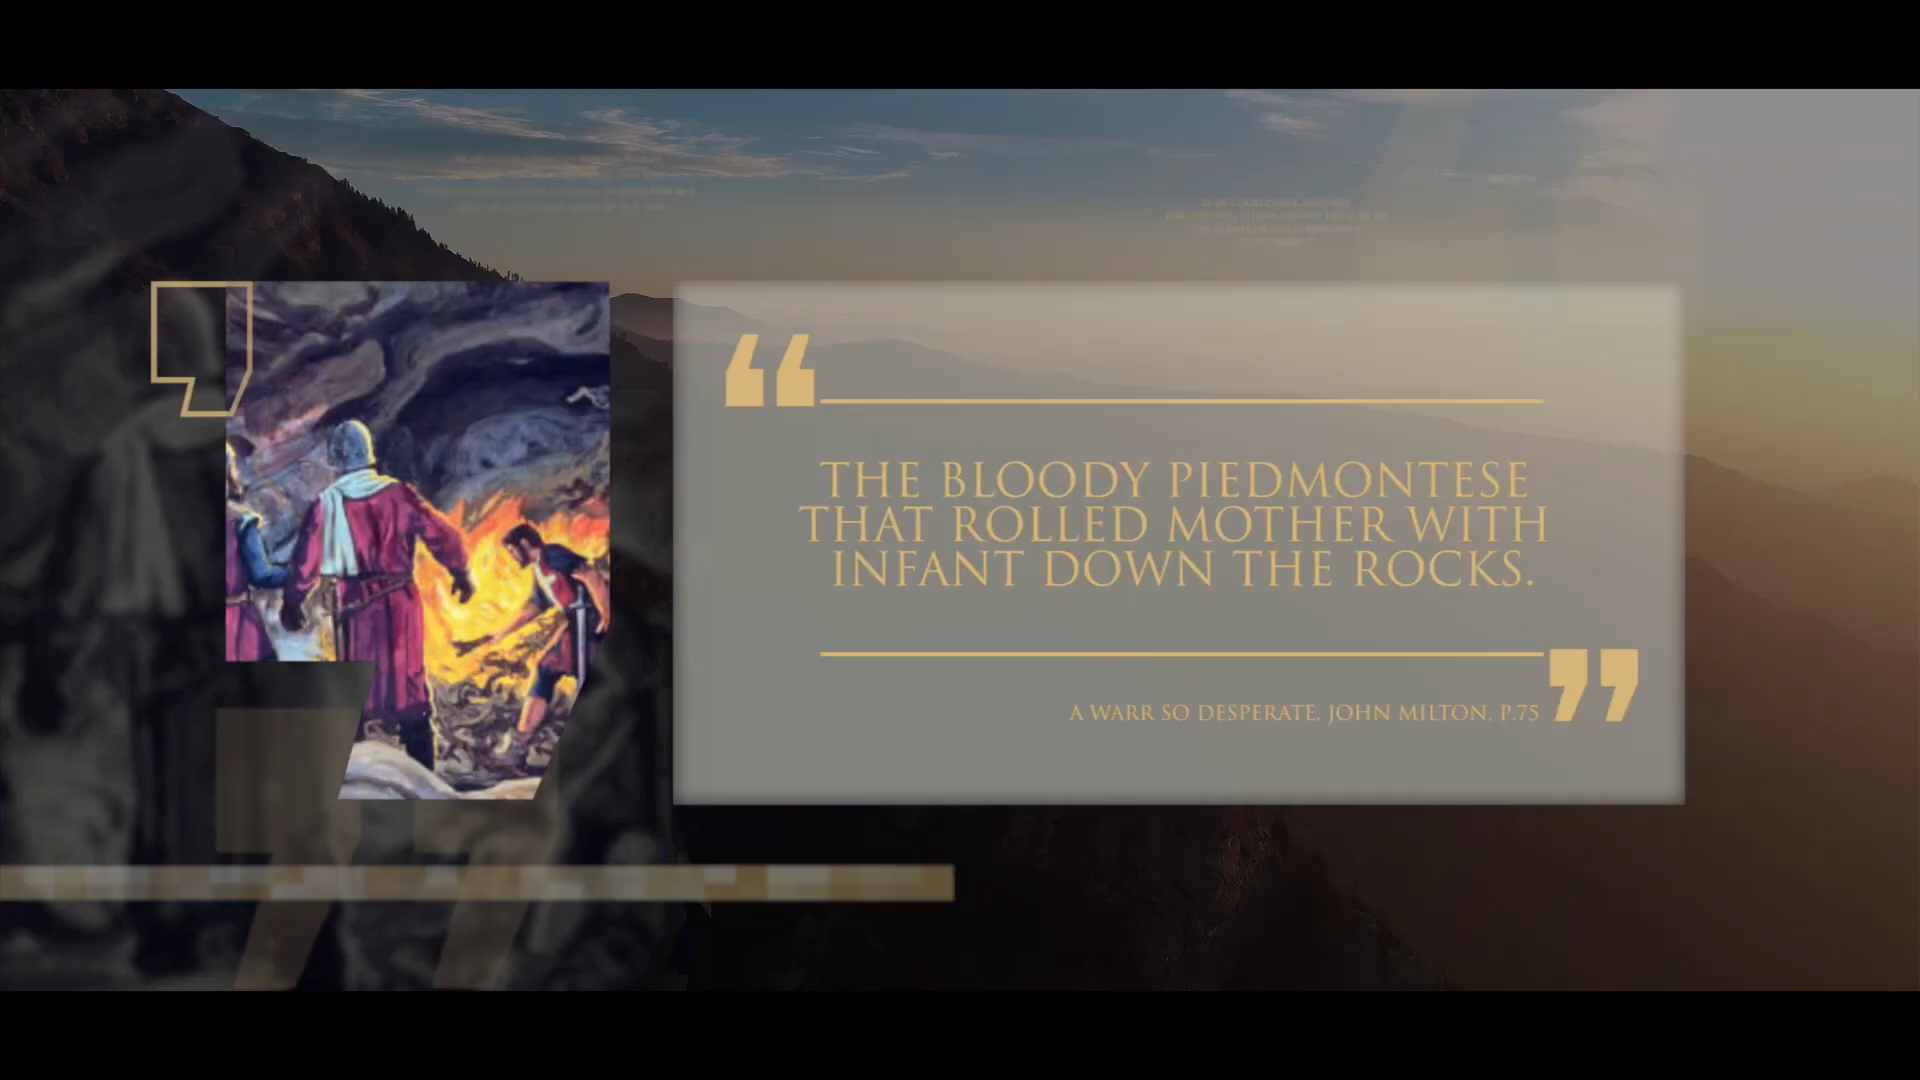 “
THE BLOODY PIEDMONTESE
THAT ROLLED MOTHER WITH
INFANT DOWN THE ROCKS.
”
A WARR SO DESPERATE, JOHN MILTON, P.75